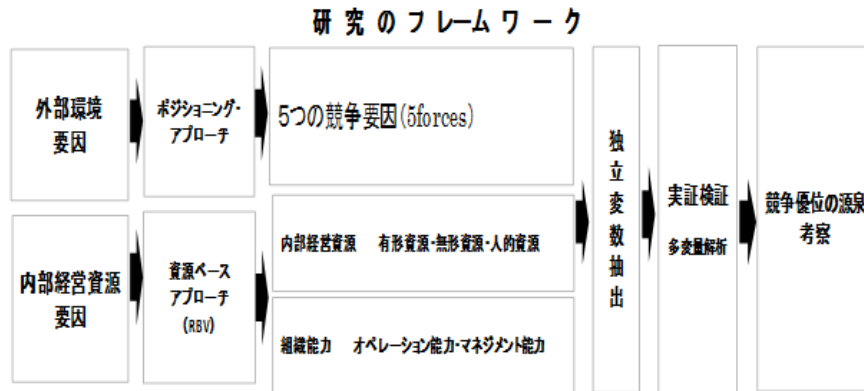 研究のフレームワーク
外部環境
要因
ポジショニング・
アプローチ
5つの競争要因(5forces)
内部経営資源
要因
資源ベース
アプローチ
(RBV)
内部経営資源 有形資源・無形資源・人的資源
組織能力 オペレーション能力・マネジメント能力
独立変数抽出
実証検証
多変量解析
競争優位の源泉
考察